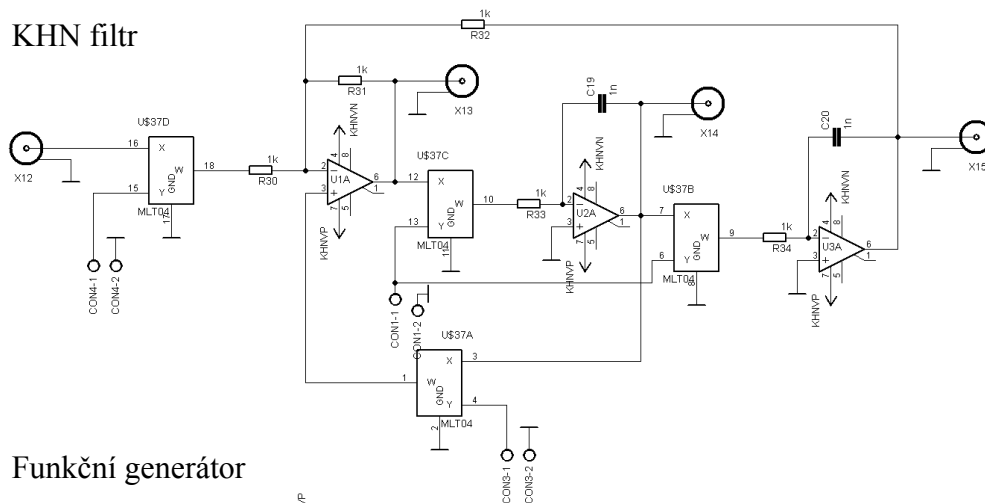 KHN filtr
1k
R32
1k
R31
X13
C19
1n
X14
C20
1n
X15
X12
U$37D
16
X
W
18
GND
15
Y
17
MLT04
CON4-1
CON4-2
1k
R30
KHNVN
4
8
2
U1A
6
3
1
7
5
KHNVP
U$37C
12
X
W
10
GND
13
Y
11
MLT04
CON1-1
CON1-2
1k
R33
KHNVN
4
8
2
U2A
6
3
1
7
5
KHNVP
U$37B
7
X
W
9
GND
6
Y
8
MLT04
1k
R34
KHNVN
4
8
2
U3A
6
3
1
7
5
KHNVP
U$37A
X
3
1
W
GND
Y
4
2
MLT04
CON3-1
CON3-2
Funkční generátor
VP